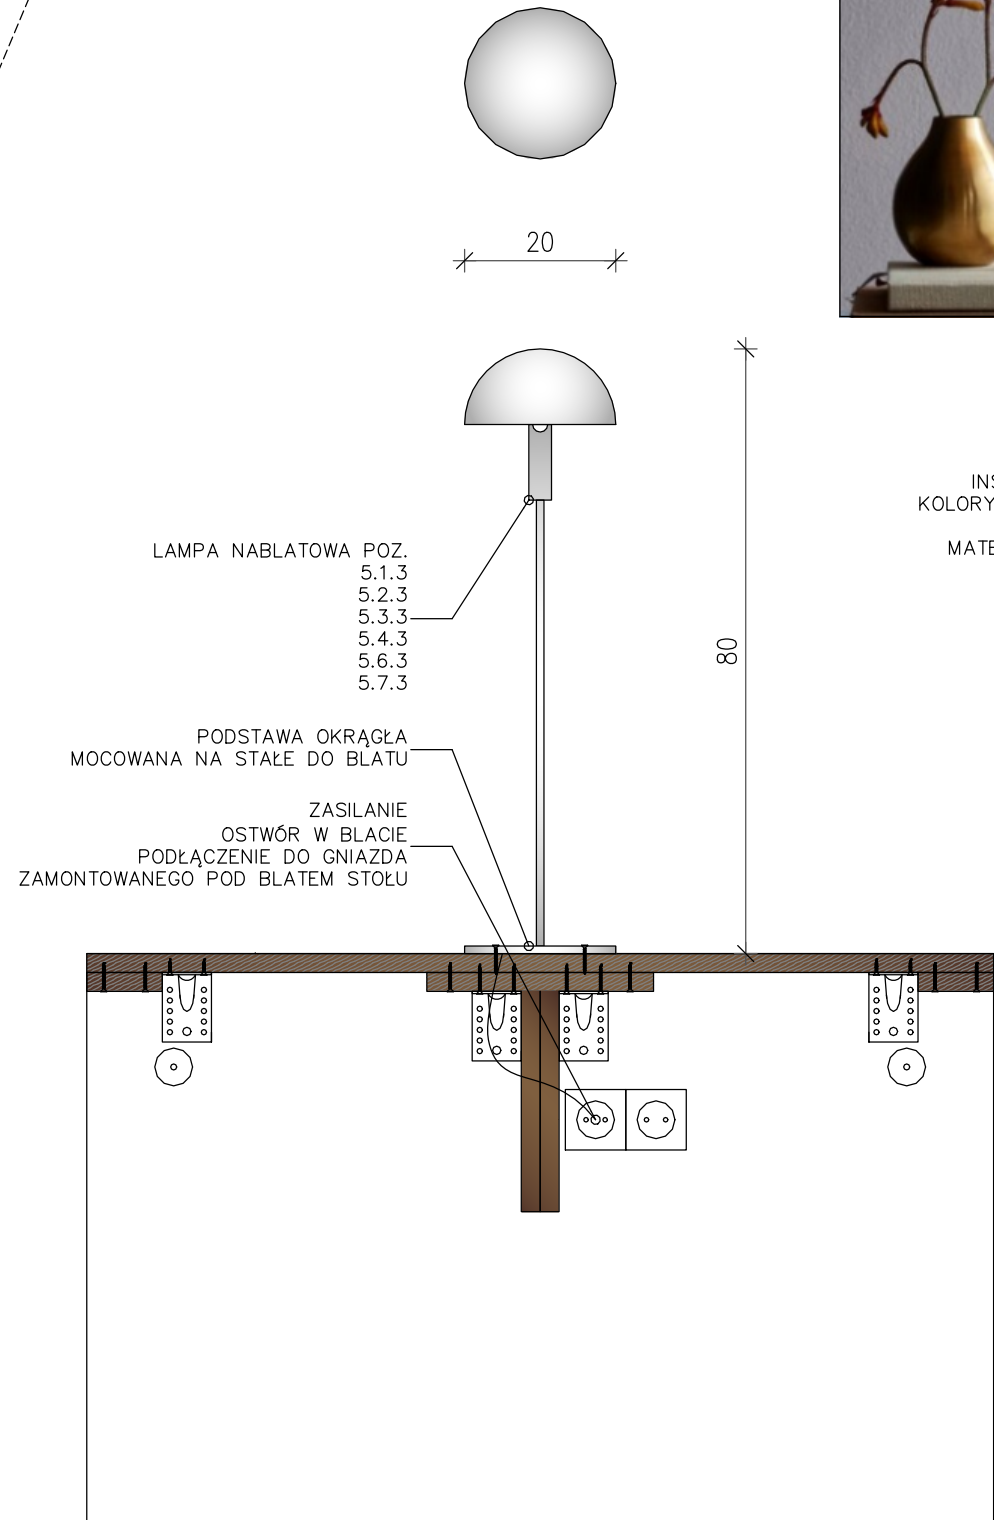 20
LAMPA NABLATOWA POZ.
5.1.3
5.2.3
5.3.3
5.4.3
5.6.3
5.7.3
80
PODSTAWA OKRĄGŁA
MOCOWANA NA STAŁE DO BLATU
ZASILANIE
OSTWÓR W BLACIE
PODŁĄCZENIE DO GNIAZDA
ZAMONTOWANEGO POD BLATEM STOŁU
KOLORY